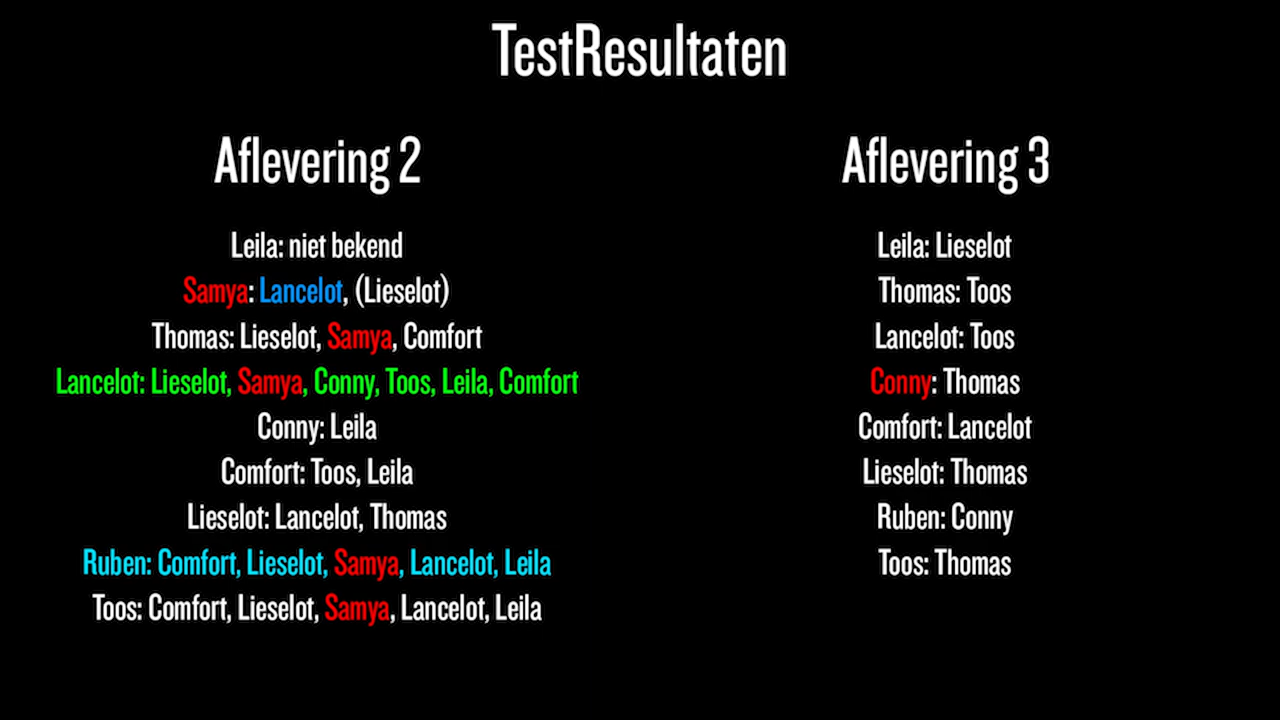 TestResultaten
Aflevering 2
Leila: niet bekend
Samya: Lancelot, (Lieselot)
Thomas: Lieselot, Samya, Comfort
Lancelot: Lieselot, Samya, Conny, Toos, Leila, Comfort
Conny: Leila
Comfort: Toos, Leila
Lieselot: Lancelot, Thomas
Ruben: Comfort, Lieselot, Samya, Lancelot, Leila
Toos: Comfort, Lieselot, Samya, Lancelot, Leila
Aflevering 3
Leila: Lieselot
Thomas: Toos
Lancelot: Toos
Conny: Thomas
Comfort: Lancelot
Lieselot: Thomas
Ruben: Conny
Toos: Thomas